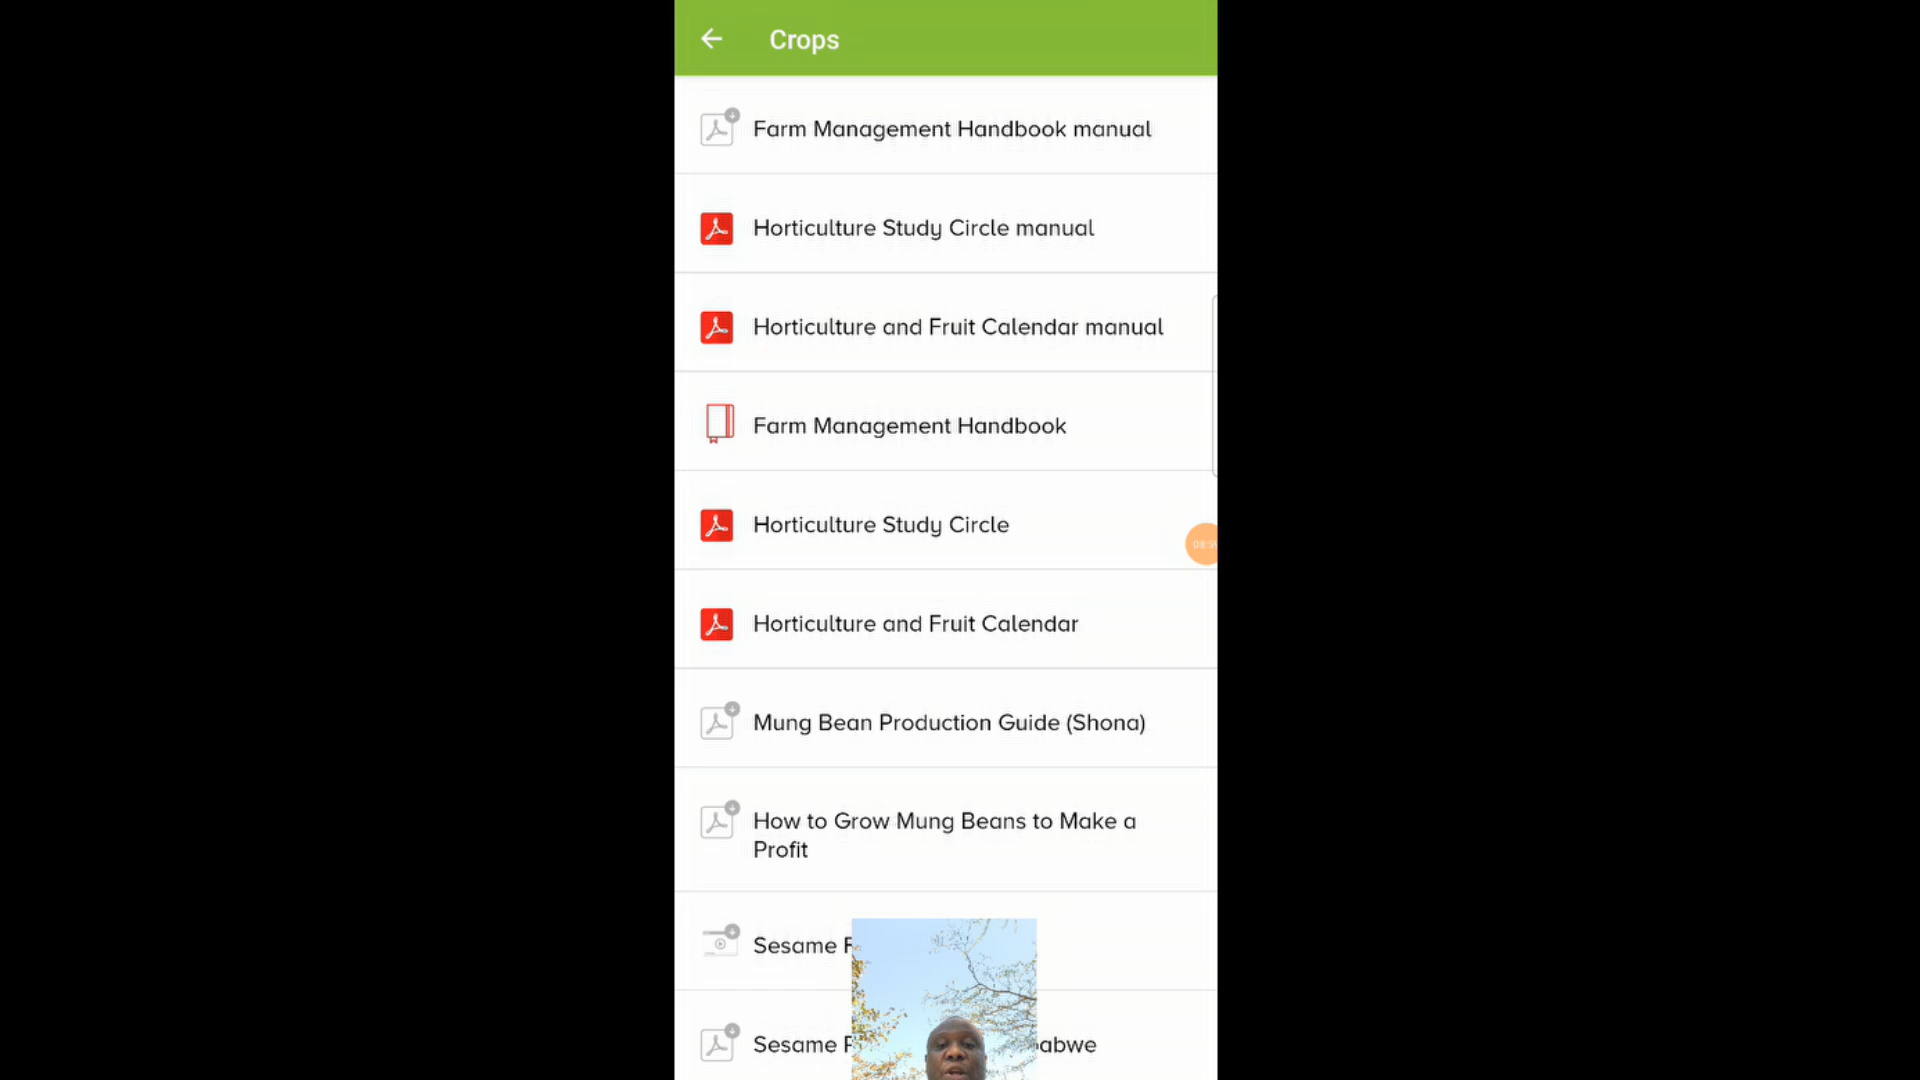 Crops
Farm Management Handbook manual
Horticulture Study Circle manual
Horticulture and Fruit Calendar manual
Farm Management Handbook
Horticulture Study Circle
Horticulture and Fruit Calendar
Mung Bean Production Guide (Shona)
How to Grow Mung Beans to Make a
Profit
Sesame
Sesame